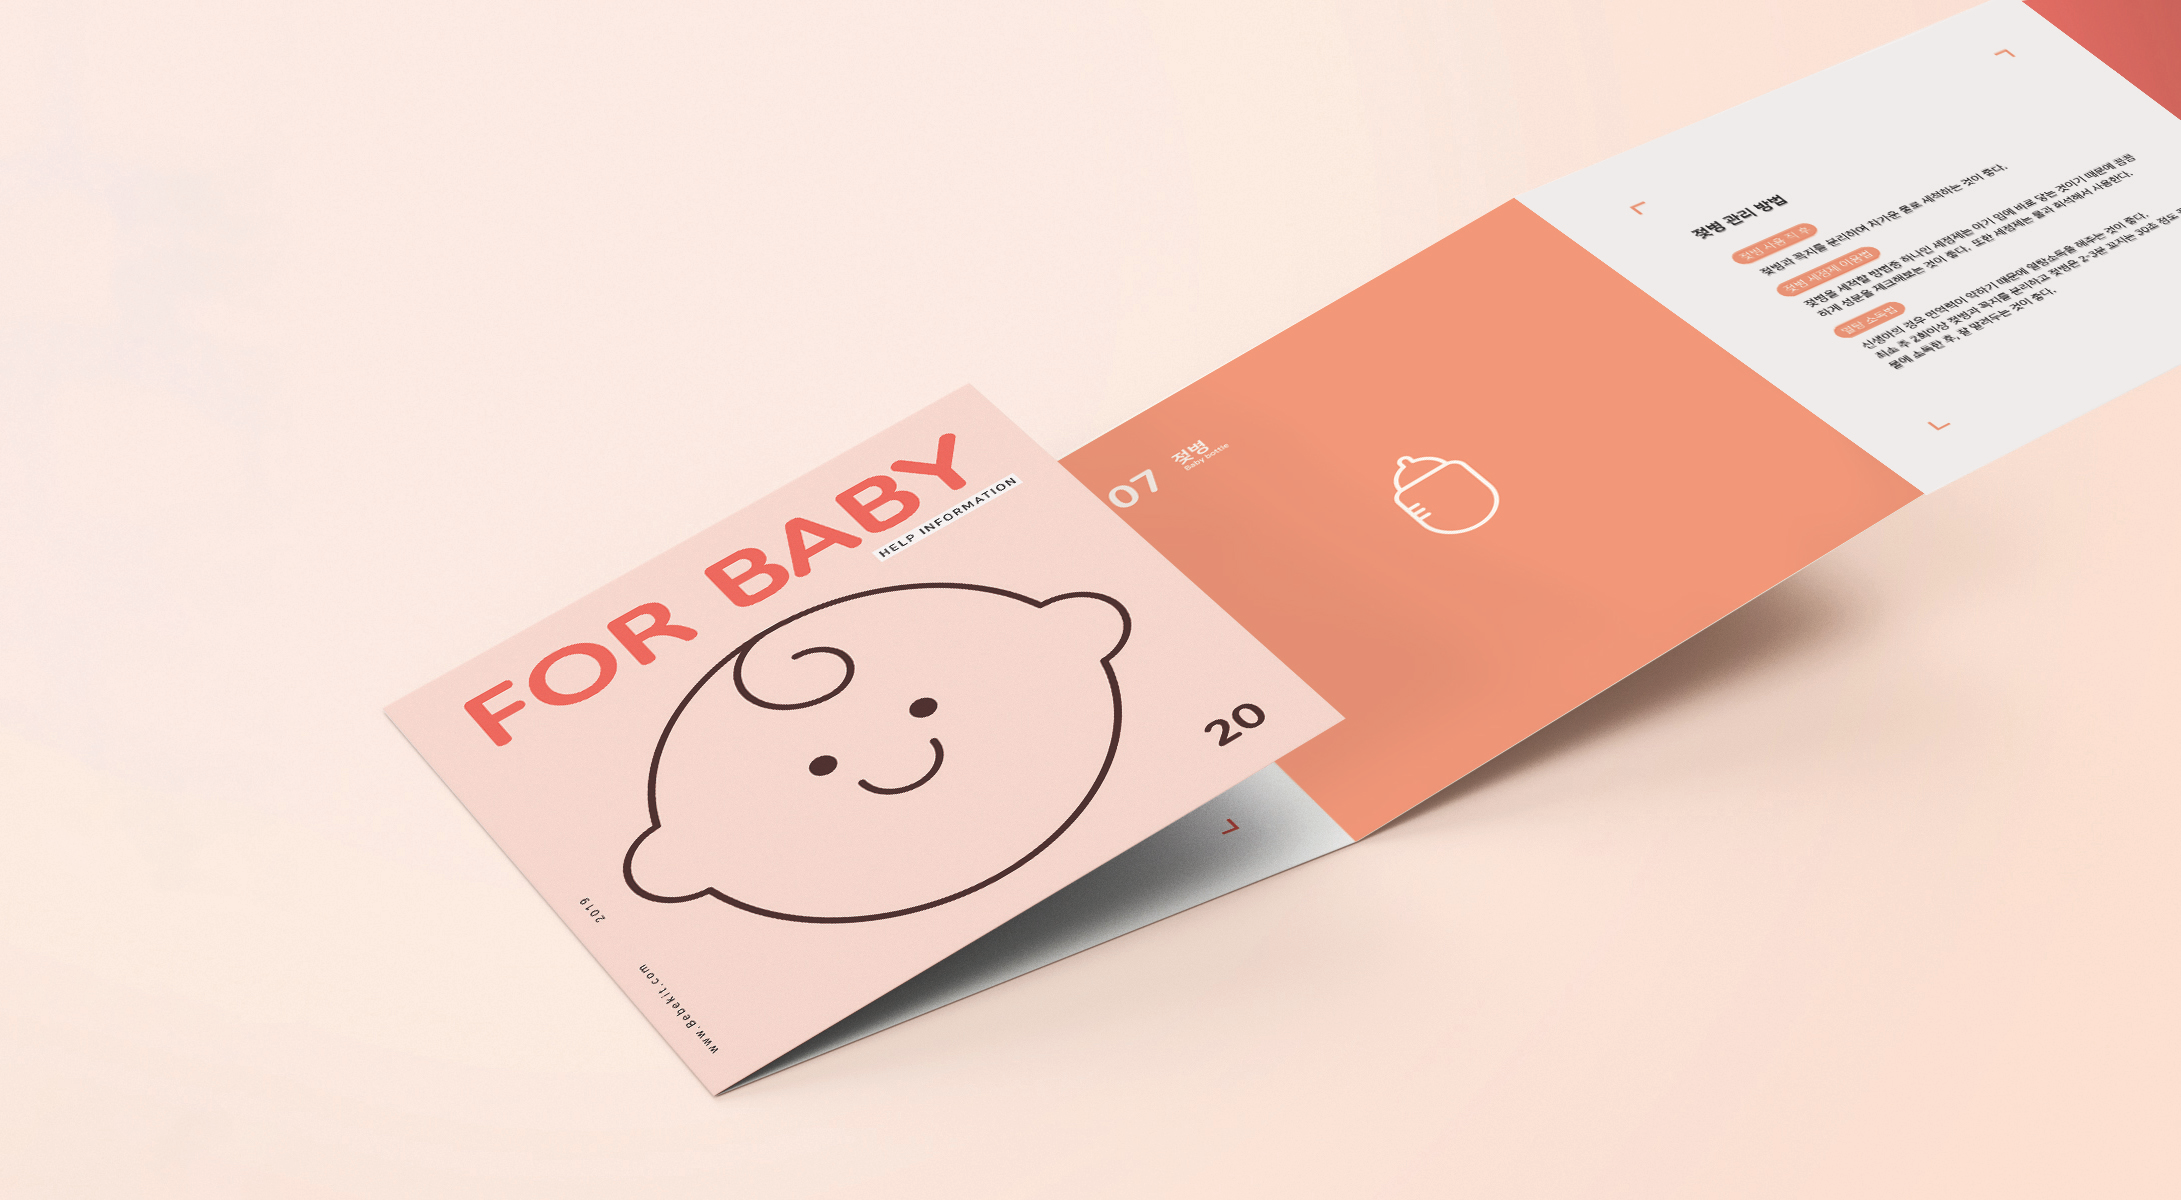 FOR BABY
HELP INFORMATION
20
2019
www.Bebekit.com
07
젖병
Baby bottle
젖병 관리 방법
젖병 사용 직 후
젖병과 꼭지를 분리하여 차가운 물로 세척하는 것이 좋다.
젖병 세정제 이용법
젖병을 세척할 방법중 하나인 세정제는 아기 입에 바로 닿는 것이기 때문에 꼼꼼
하게 성분을 체크해보는 것이 좋다. 또한 세정제는 물과 희석해서 사용한다.
열탕 소독법
신생아의 경우 면역력이 약하기 때문에 열탕소독을 해주는 것이 좋다.
최소 주 2회이상 젖병과 꼭지를 분리하고 젖병은 2-3분 꼭지는 30초 정도
물에 소독한 후, 잘 말려두는 것이 좋다.